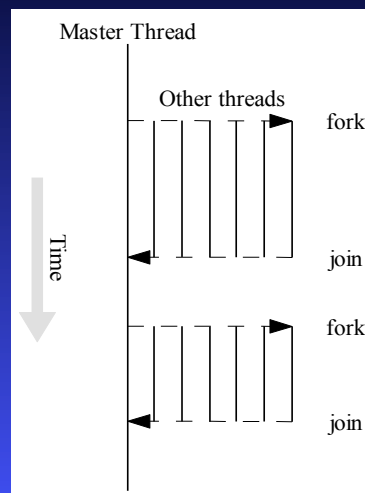 Master Thread
Other threads
fork
Time
join
fork
join